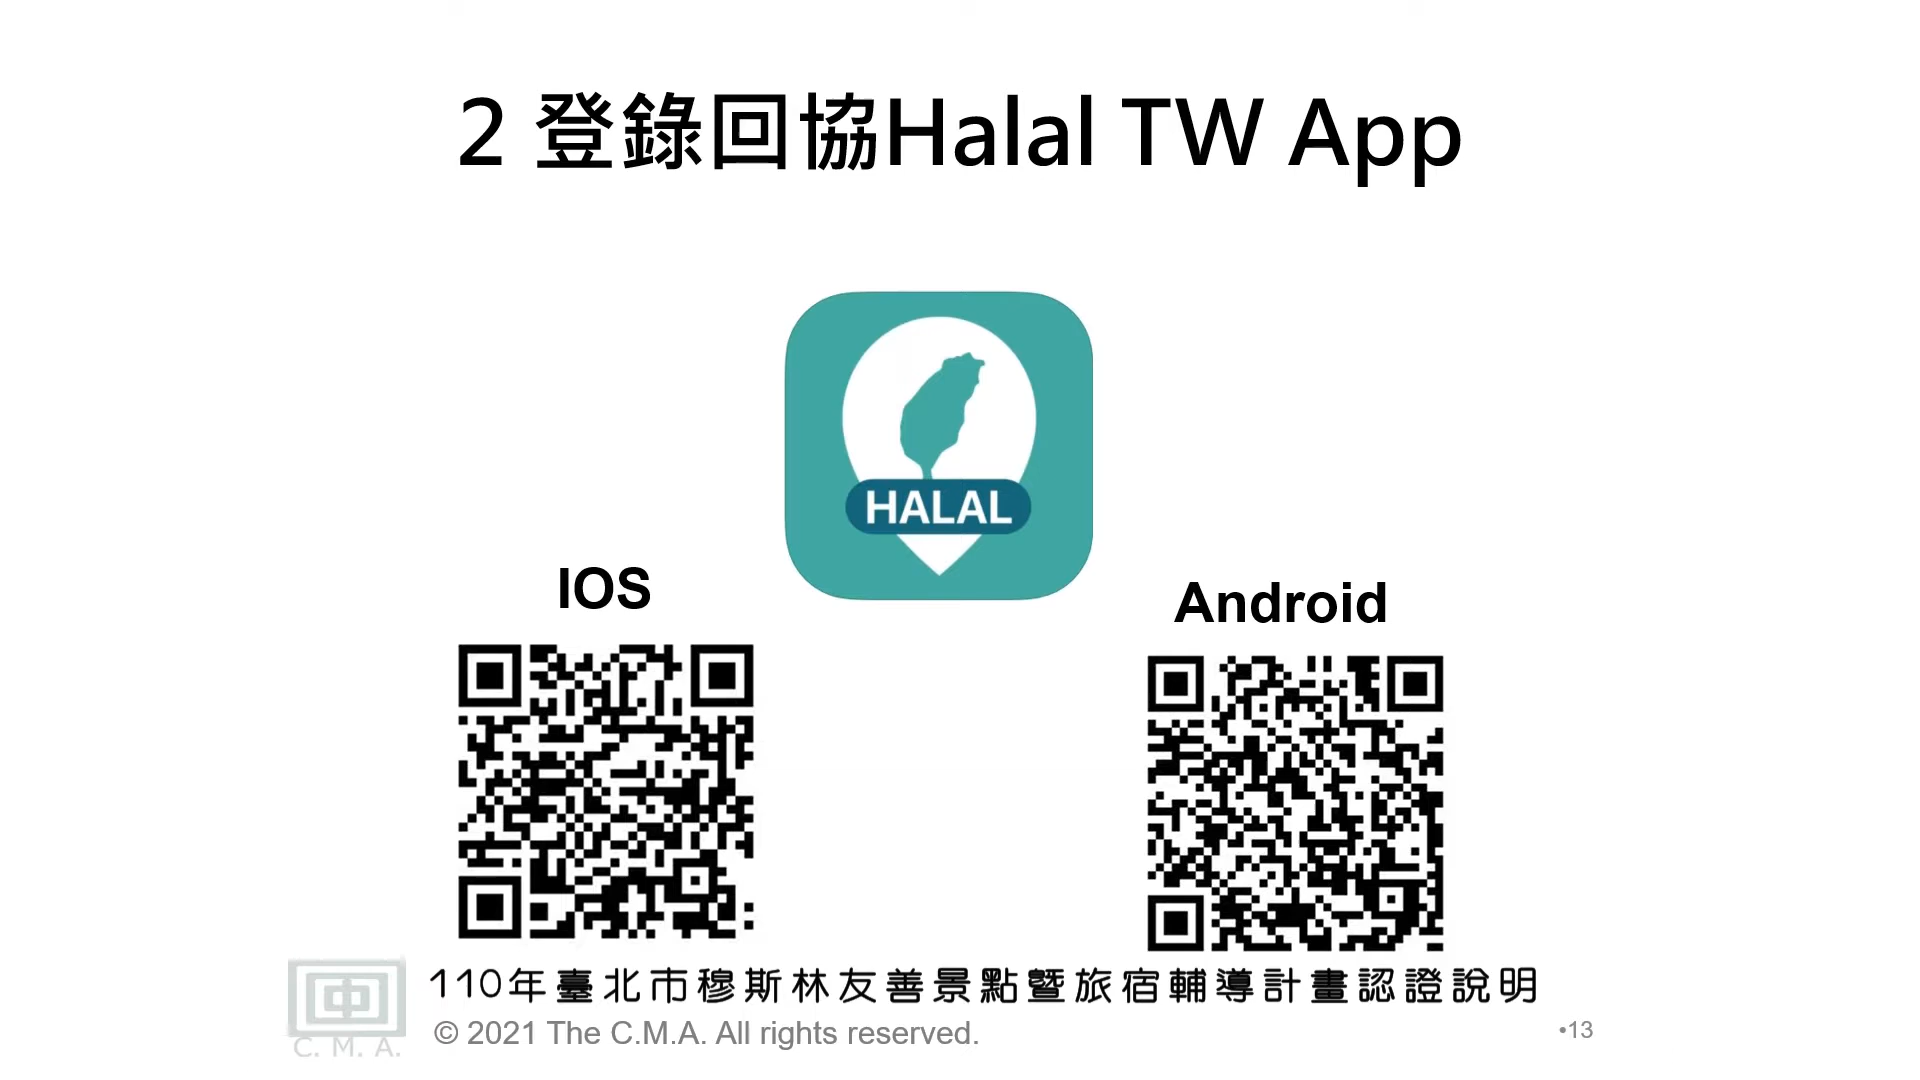 2 登錄回協Halal TW App
HALAL
IOS
Android
中
C. M. A.
110年臺北市穆斯林友善景點暨旅宿輔導計畫認證說明
© 2021 The C.M.A. All rights reserved.
•13